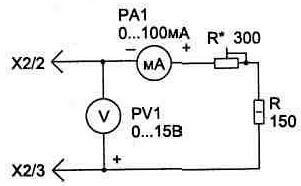 PA1
0...100мА
− +
мА
R* 300
X2/2
V
PV1
0...15В
R
150
+
X2/3